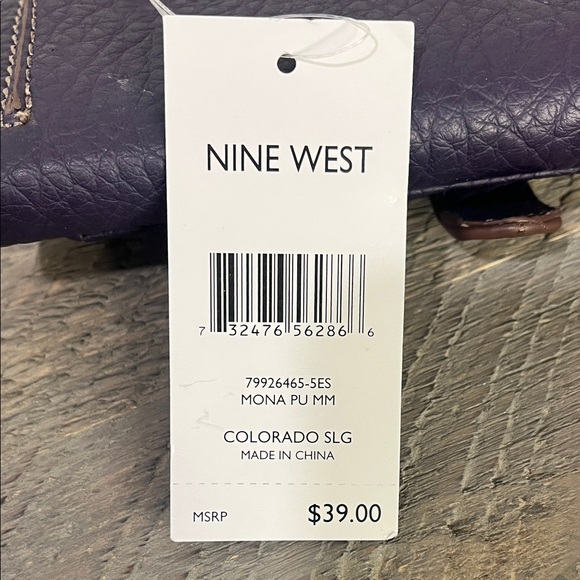 NINE WEST
7 32476 56286 6
79926465-5ES
MONA PU MM
COLORADO SLG
MADE IN CHINA
MSRP $39.00